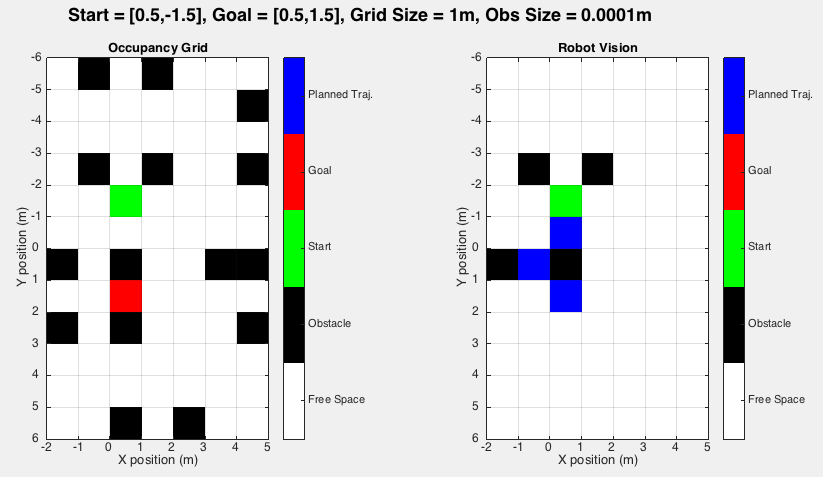 Start = [0.5,-1.5], Goal = [0.5,1.5], Grid Size = 1m, Obs Size = 0.0001m
Occupancy Grid
Y position (m)
-6
-5
-4
-3
-2
-1
0
1
2
3
4
5
6
-2
-1
0
1
2
3
4
5
X position (m)
Planned Traj.
Goal
Start
Obstacle
Free Space
Robot Vision
Y position (m)
-6
-5
-4
-3
-2
-1
0
1
2
3
4
5
6
-2
-1
0
1
2
3
4
5
X position (m)
Planned Traj.
Goal
Start
Obstacle
Free Space